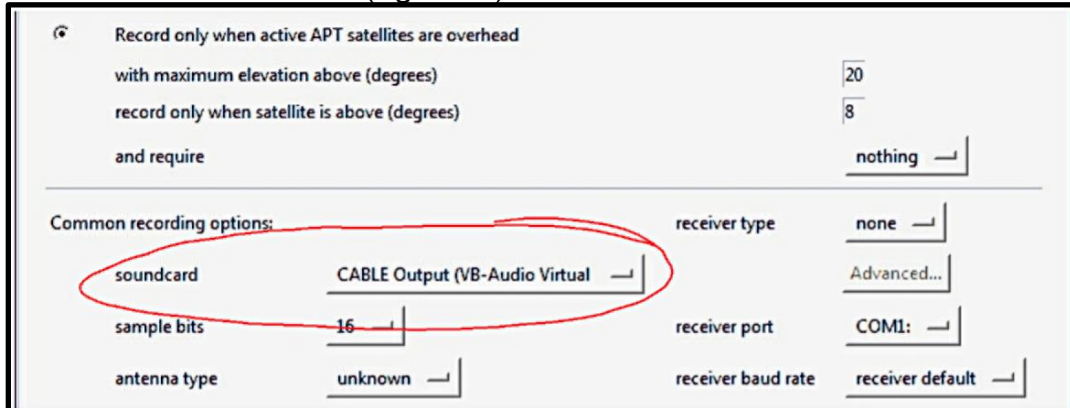 Record only when active APT satellites are overhead
with maximum elevation above (degrees) 20
record only when satellite is above (degrees) 8
and require nothing
Common recording options: receiver type none
soundcard CABLE Output (VB-Audio Virtual Advanced...
sample bits 16 receiver port COM1:
antenna type unknown receiver baud rate receiver default